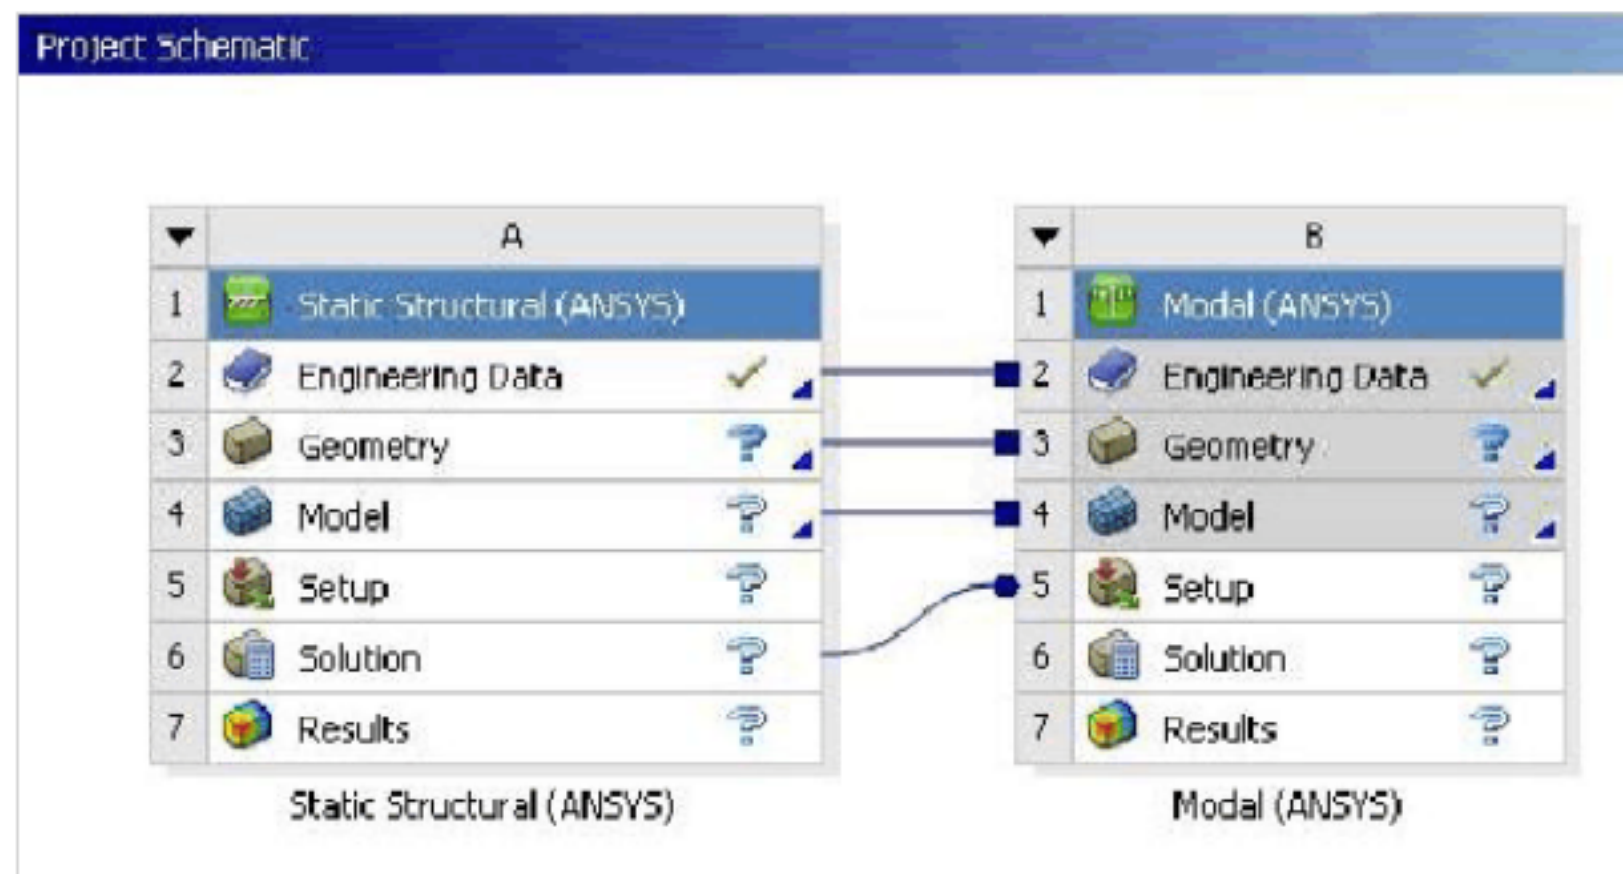 Project Schematic
A
1 Static Structural (ANSYS)
2 Engineering Data
3 Geometry
4 Model
5 Setup
6 Solution
7 Results
Static Structural (ANSYS)
B
1 Modal (ANSYS)
2 Engineering Data
3 Geometry
4 Model
5 Setup
6 Solution
7 Results
Modal (ANSYS)